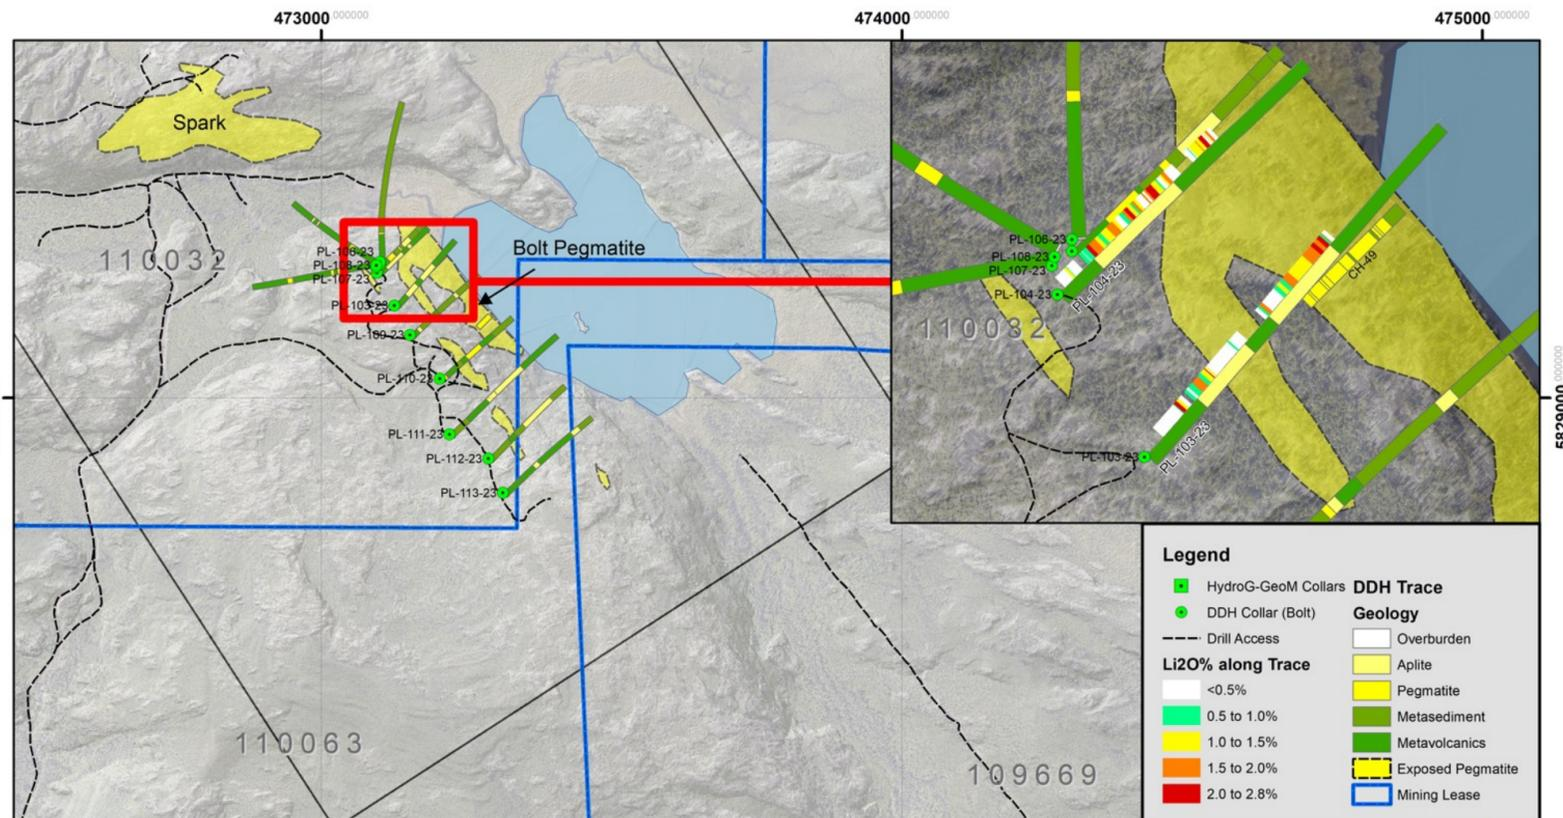 473000 000000
474000 000000
475000 000000
Spark
110032
Bolt Pegmatite
PL-106-23
PL-108-23
PL-107-23
PL-103-23
PL-109-23
PL-110-23
PL-111-23
PL-112-23
PL-113-23
110063
109669
PL-106-23
PL-108-23
PL-107-23
PL-104-23
PL-104-23
110032
CH-49
PL-103-23
PL-103-23
5829000 000000
Legend
HydroG-GeoM Collars
DDH Collar (Bolt)
Drill Access
Li2O% along Trace
<0.5%
0.5 to 1.0%
1.0 to 1.5%
1.5 to 2.0%
2.0 to 2.8%
DDH Trace
Geology
Overburden
Aplite
Pegmatite
Metasediment
Metavolcanics
Exposed Pegmatite
Mining Lease